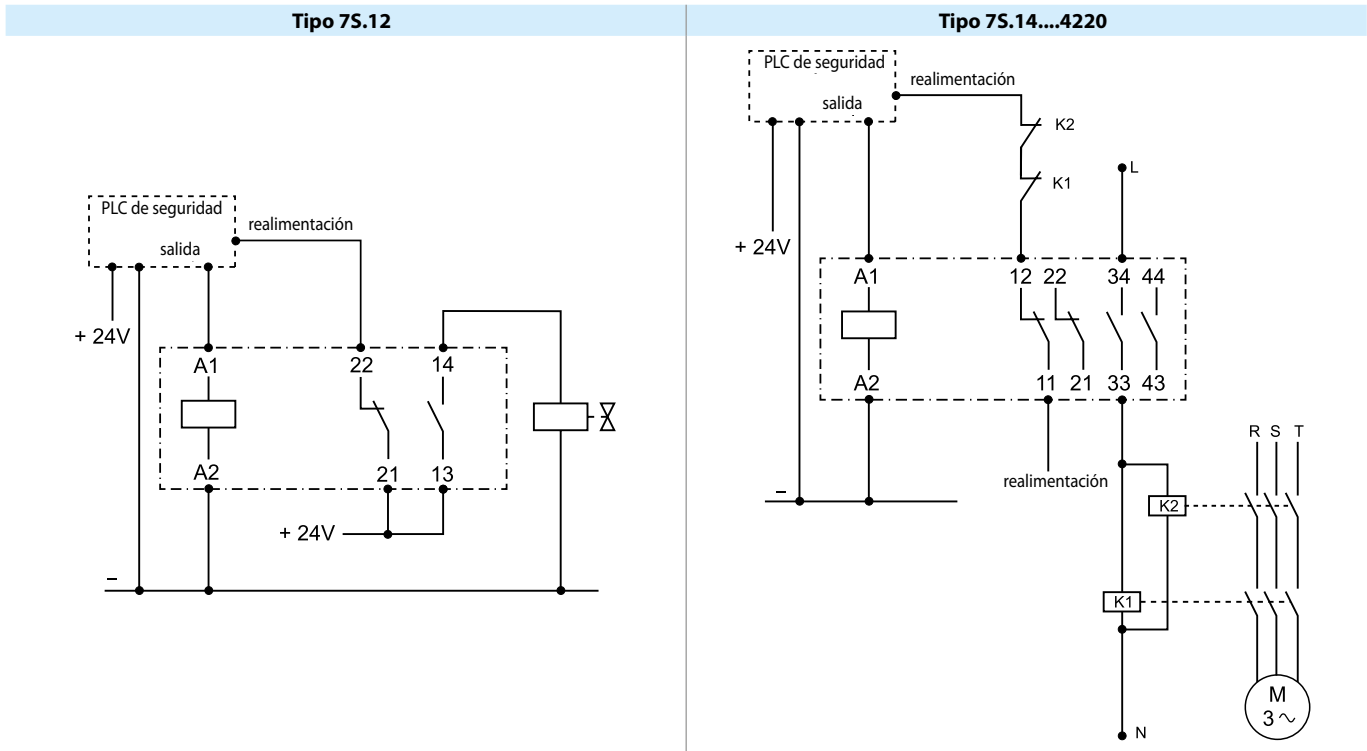 Tipo 7S.12
PLC de seguridad
salida
realimentación
+ 24V
A1
22
14
A2
21
13
+ 24V
–
Tipo 7S.14....4220
PLC de seguridad
salida
realimentación
K2
K1
L
+ 24V
A1
12
22
34
44
A2
11
21
33
43
–
realimentación
R S T
K2
K1
M
3 ~
N